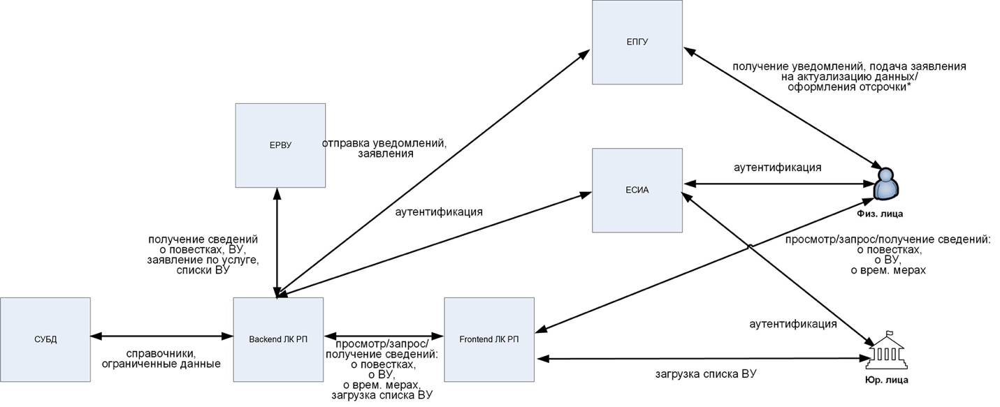 ЕПГУ
получение уведомлений, подача заявления
на актуализацию данных/
оформления отсрочки*
ЕРВУ
отправка уведомлений,
заявления
ЕСИА
аутентификация
Физ. лица
аутентификация
получение сведений
о повестках, ВУ,
заявление по услуге,
списки ВУ
просмотр/запрос/получение сведений:
о повестках,
о ВУ,
о врем. мерах
СУБД
справочники,
ограниченные данные
Backend ЛК РП
просмотр/запрос/
получение сведений:
о повестках,
о ВУ,
о врем. мерах,
загрузка списка ВУ
Frontend ЛК РП
аутентификация
загрузка списка ВУ
Юр. лица